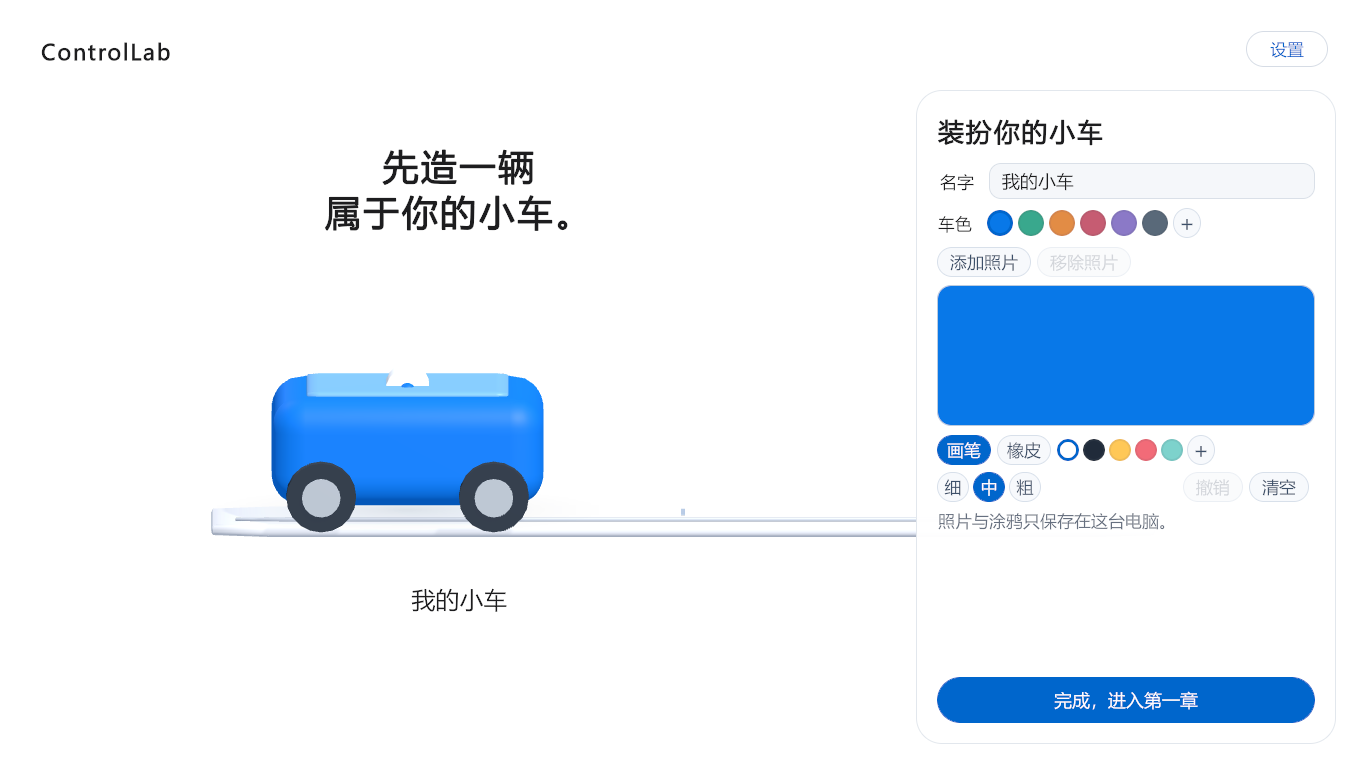 ControlLab
设置
先造一辆
属于你的小车。
我的小车
装扮你的小车
名字 我的小车
车色 +
添加照片 移除照片
画笔 橡皮 +
细 中 粗 撤销 清空
照片与涂鸦只保存在这台电脑。
完成，进入第一章